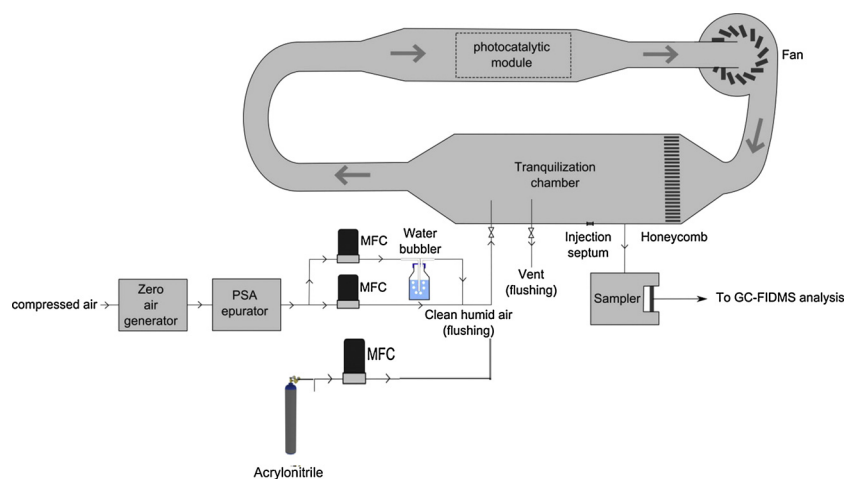 photocatalytic
module
Fan
Tranquilization
chamber
Injection
septum
Honeycomb
MFC
Water
bubbler
MFC
Vent
(flushing)
compressed air
Zero
air
generator
PSA
epurator
Clean humid air
(flushing)
Sampler
To GC-FIDMS analysis
MFC
Acrylonitrile